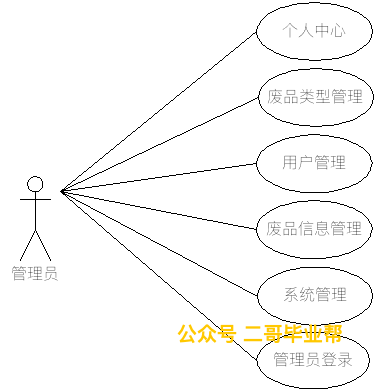 个人中心
废品类型管理
用户管理
废品信息管理
管理员
系统管理
公众号 二哥毕业帮
管理员登录